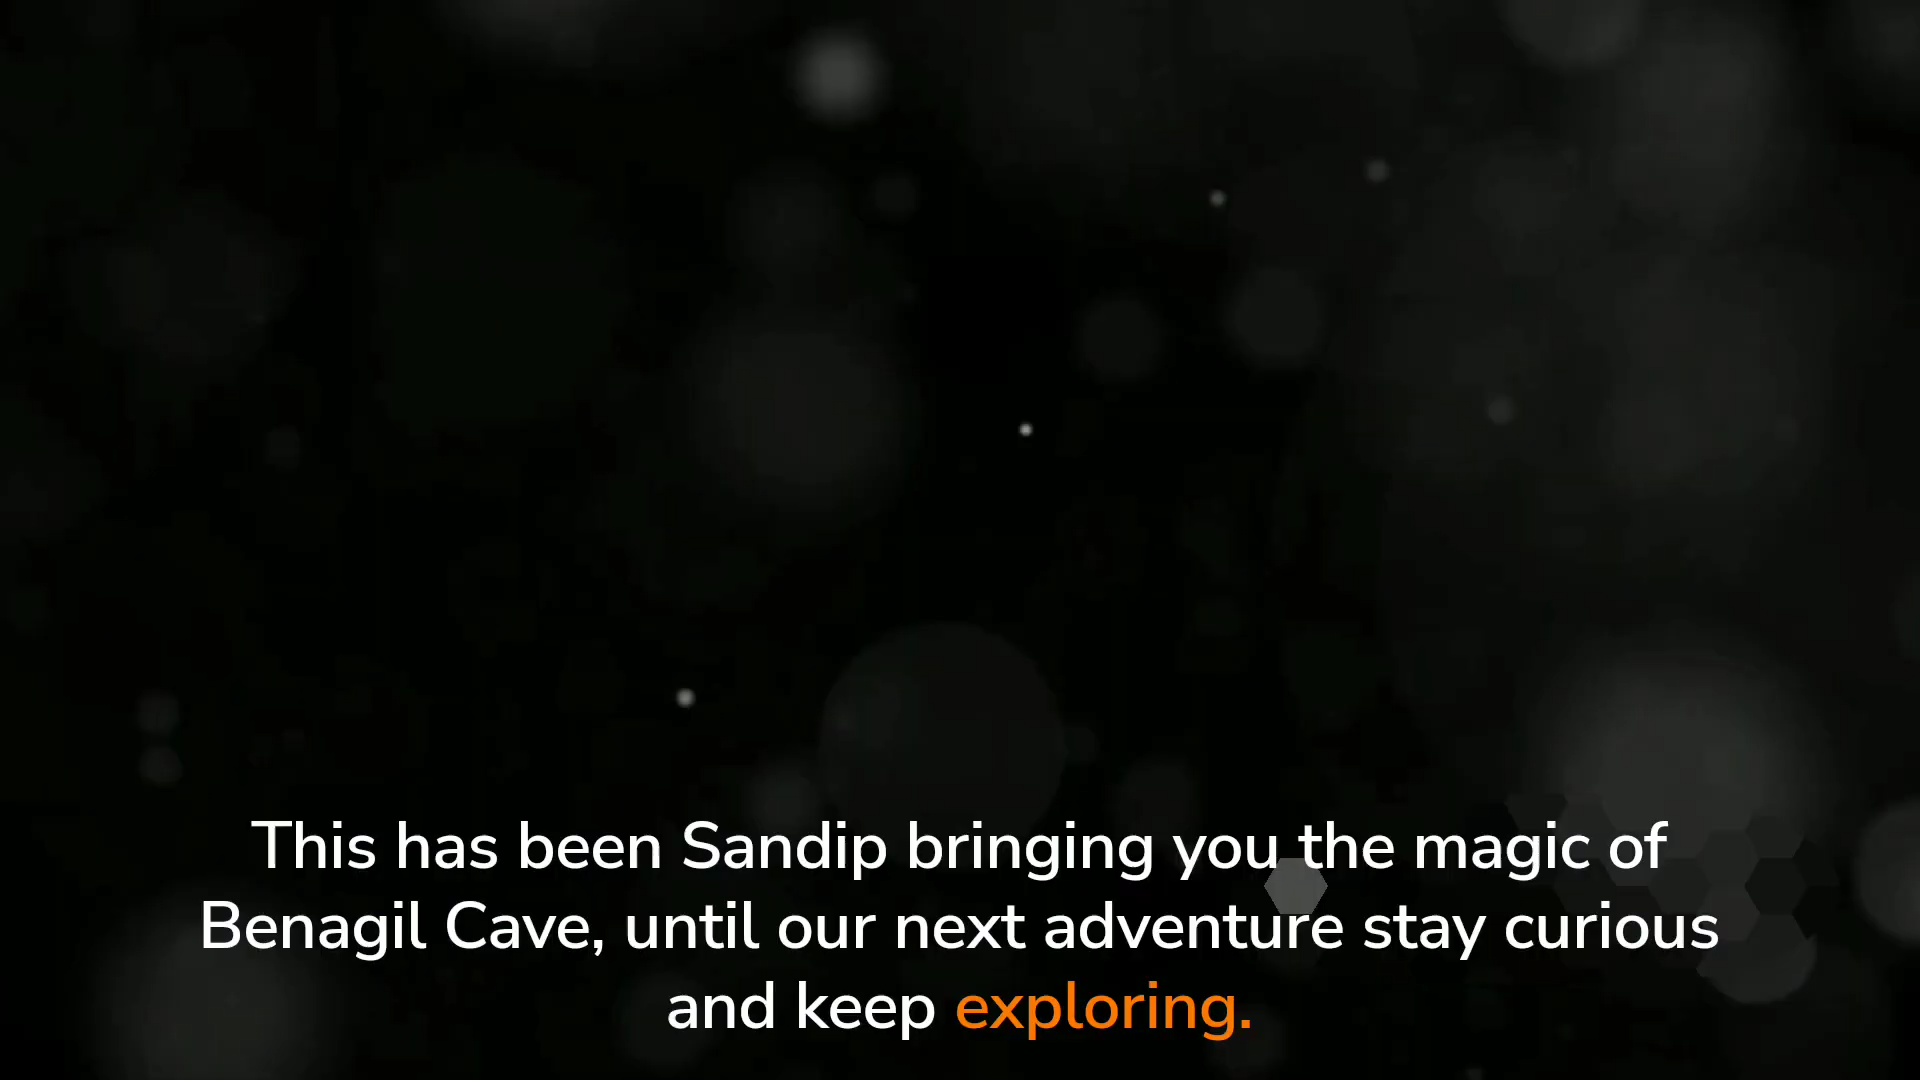 This has been Sandip bringing you the magic of
Benagil Cave, until our next adventure stay curious
and keep exploring.